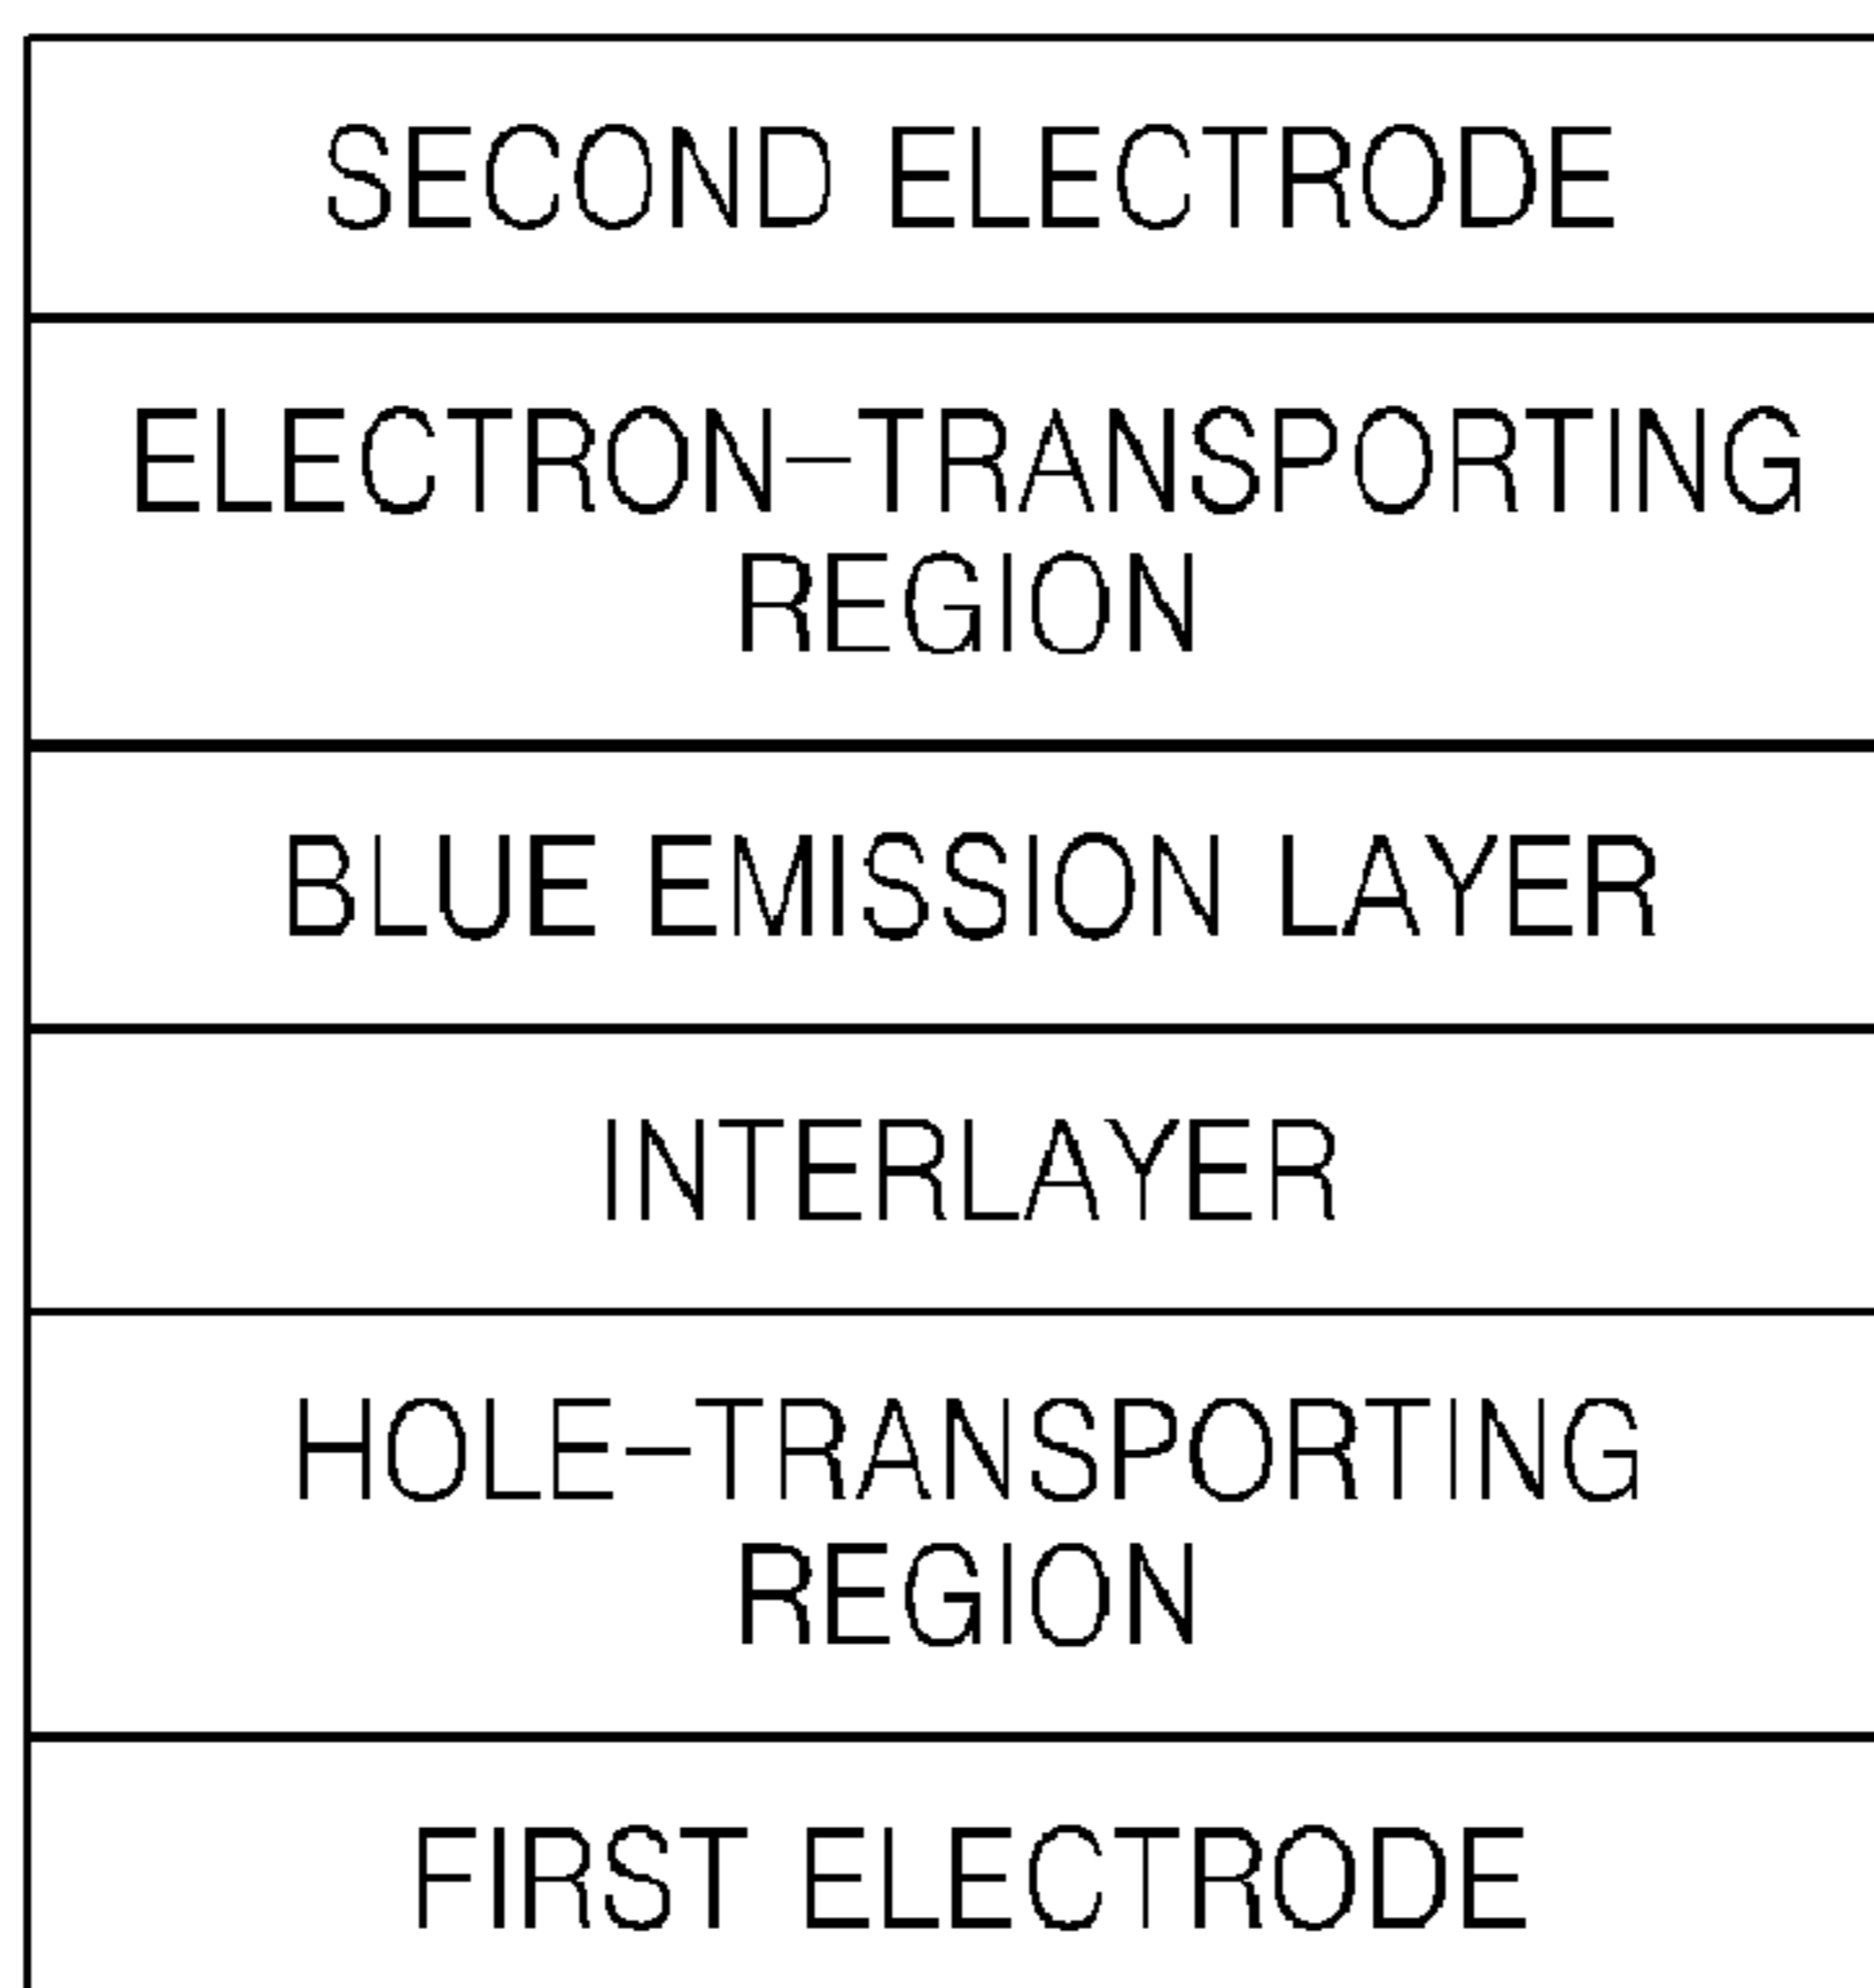 SECOND ELECTRODE
ELECTRON-TRANSPORTING
REGION
BLUE EMISSION LAYER
INTERLAYER
HOLE-TRANSPORTING
REGION
FIRST ELECTRODE